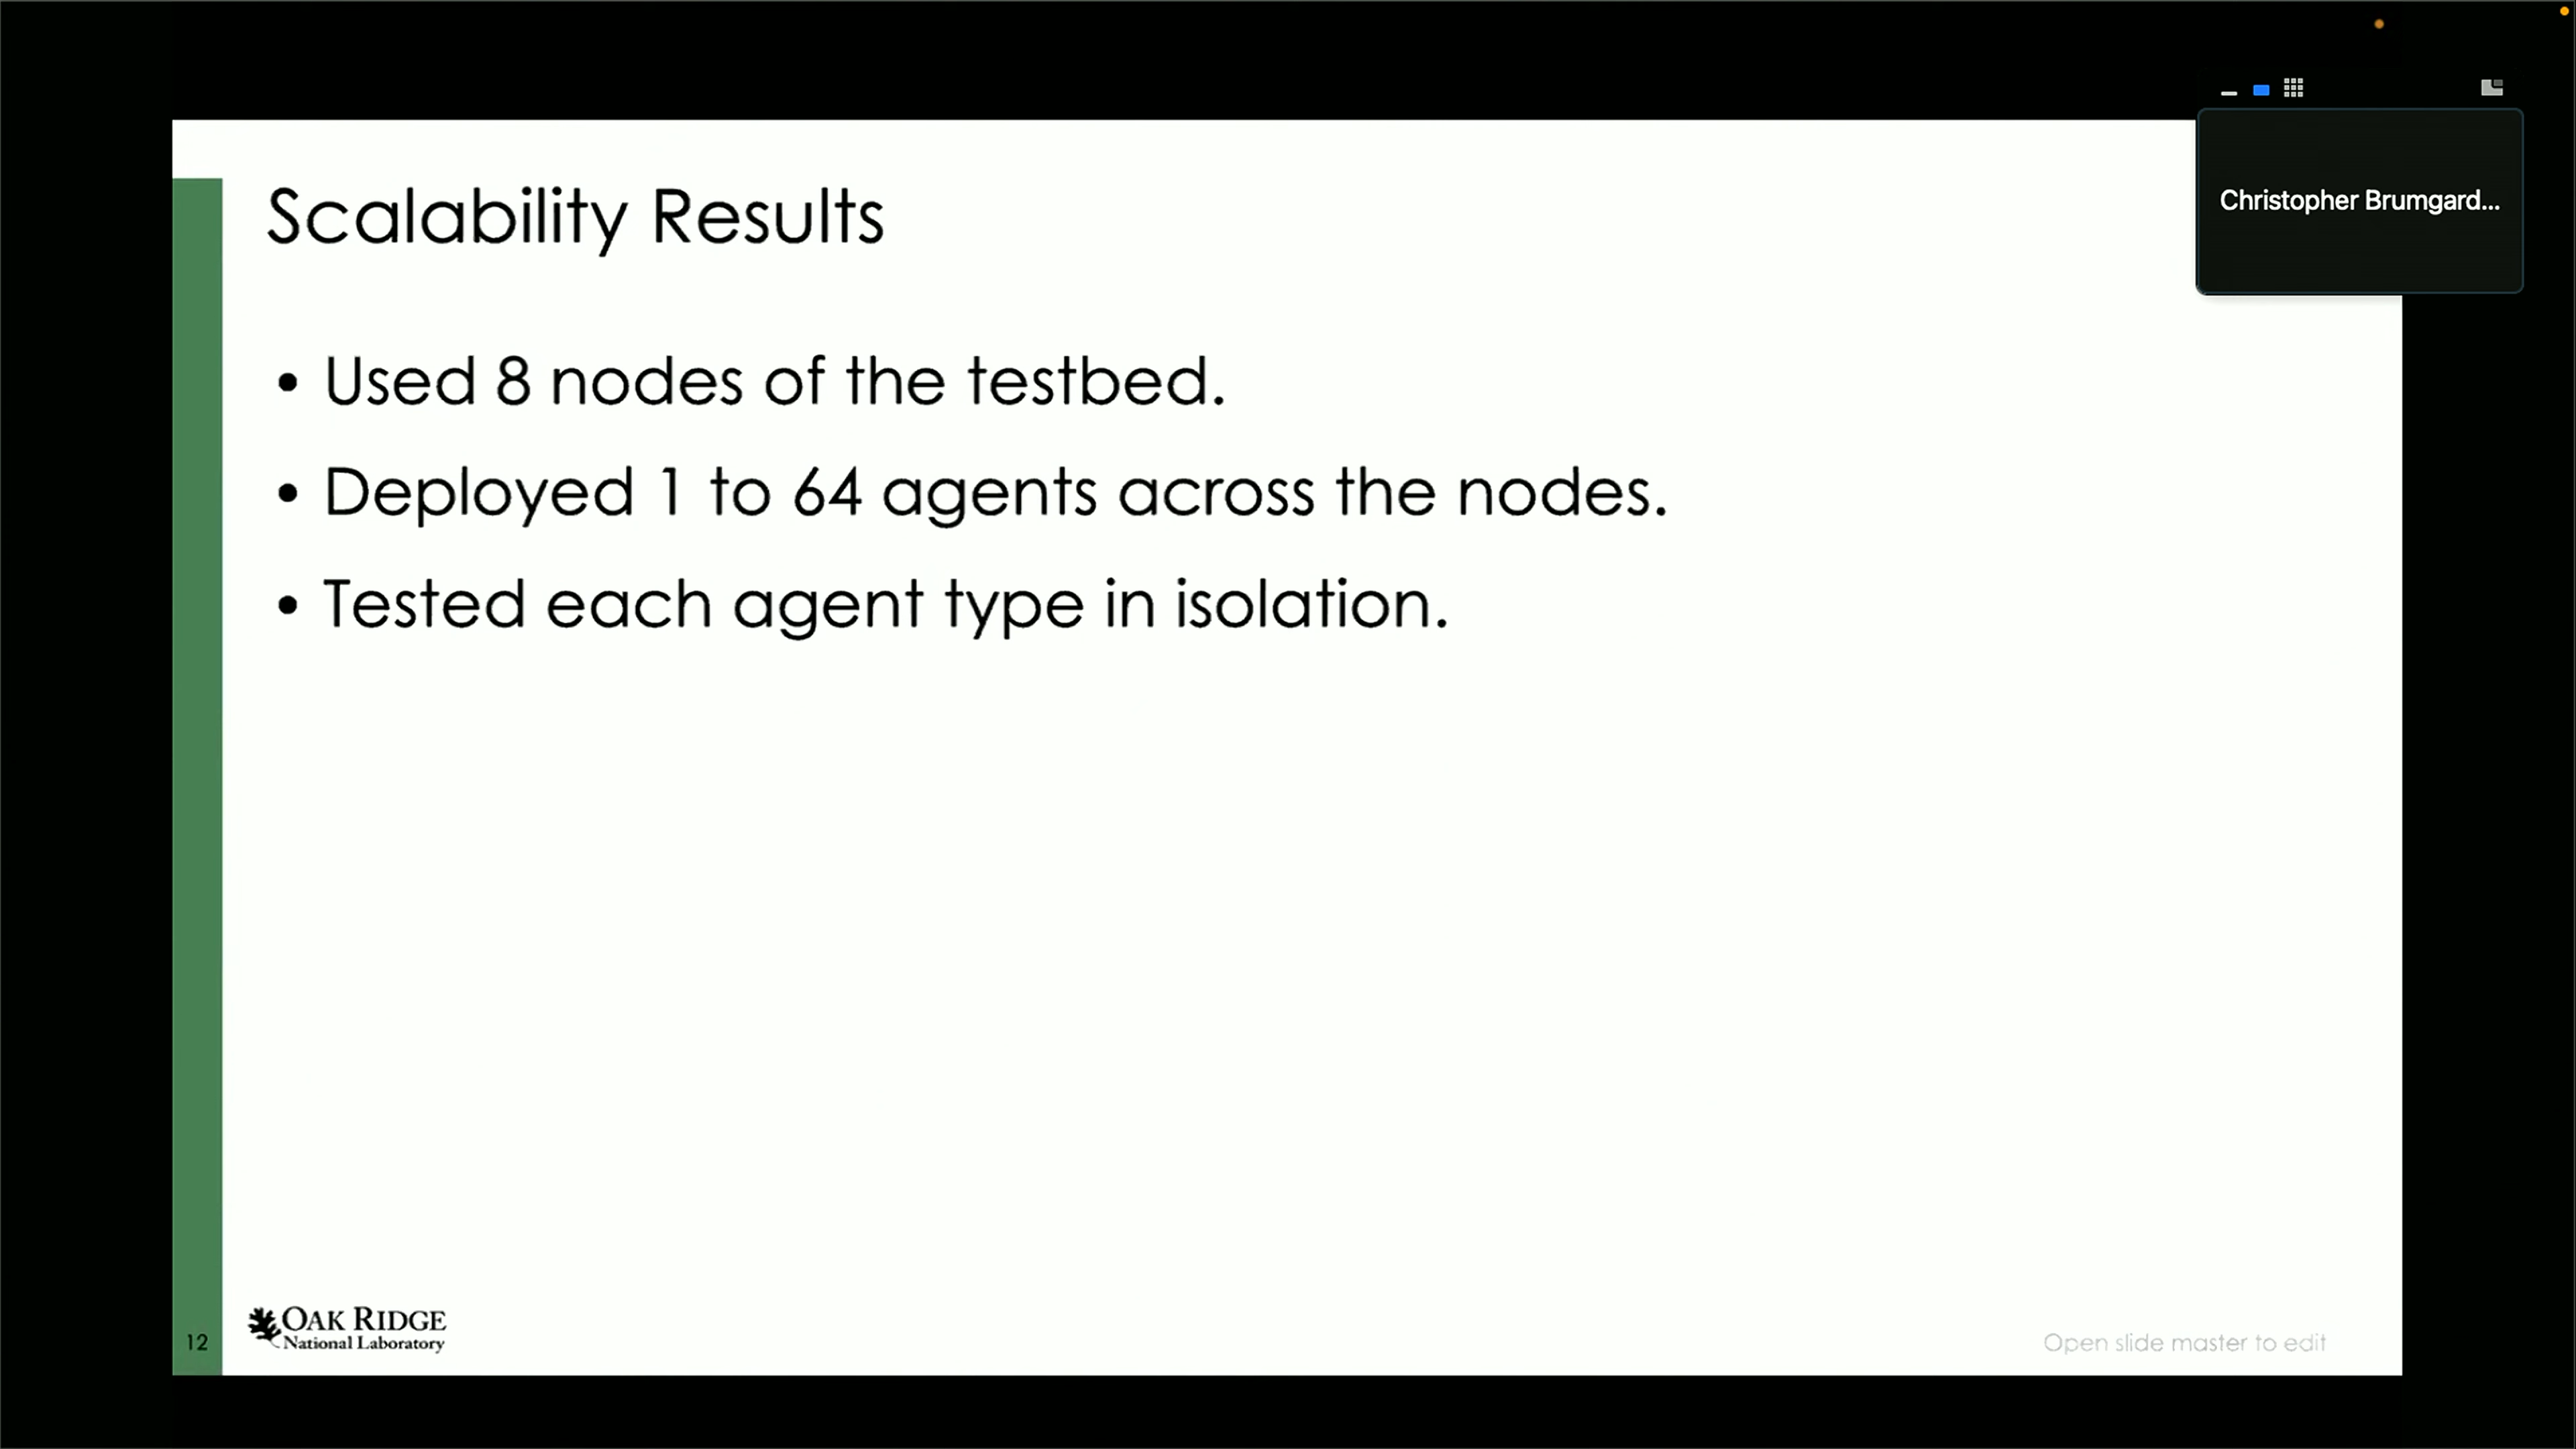 Christopher Brumgard...
Scalability Results
• Used 8 nodes of the testbed.
• Deployed 1 to 64 agents across the nodes.
• Tested each agent type in isolation.
12
OAK RIDGE
National Laboratory
Open slide master to edit